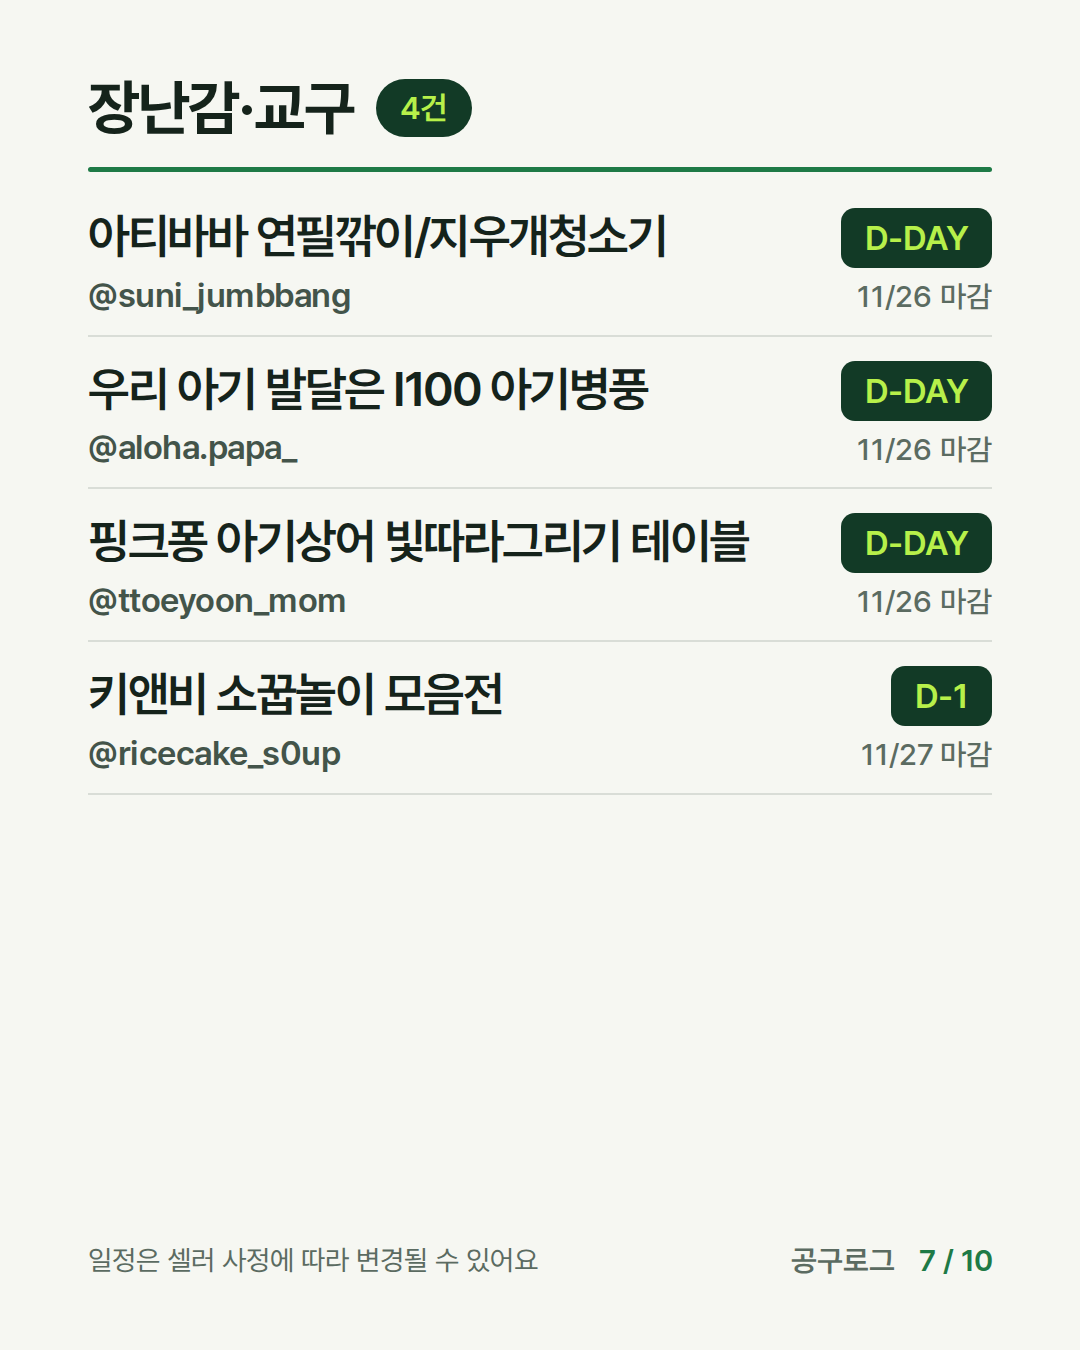 장난감·교구 4건
아티바바 연필깎이/지우개청소기 D-DAY
@suni_jumbbang 11/26 마감
우리 아기 발달은 I100 아기병풍 D-DAY
@aloha.papa_ 11/26 마감
핑크퐁 아기상어 빛따라그리기 테이블 D-DAY
@ttoeyoon_mom 11/26 마감
키앤비 소꿉놀이 모음전 D-1
@ricecake_s0up 11/27 마감
일정은 셀러 사정에 따라 변경될 수 있어요 공구로그 7 / 10